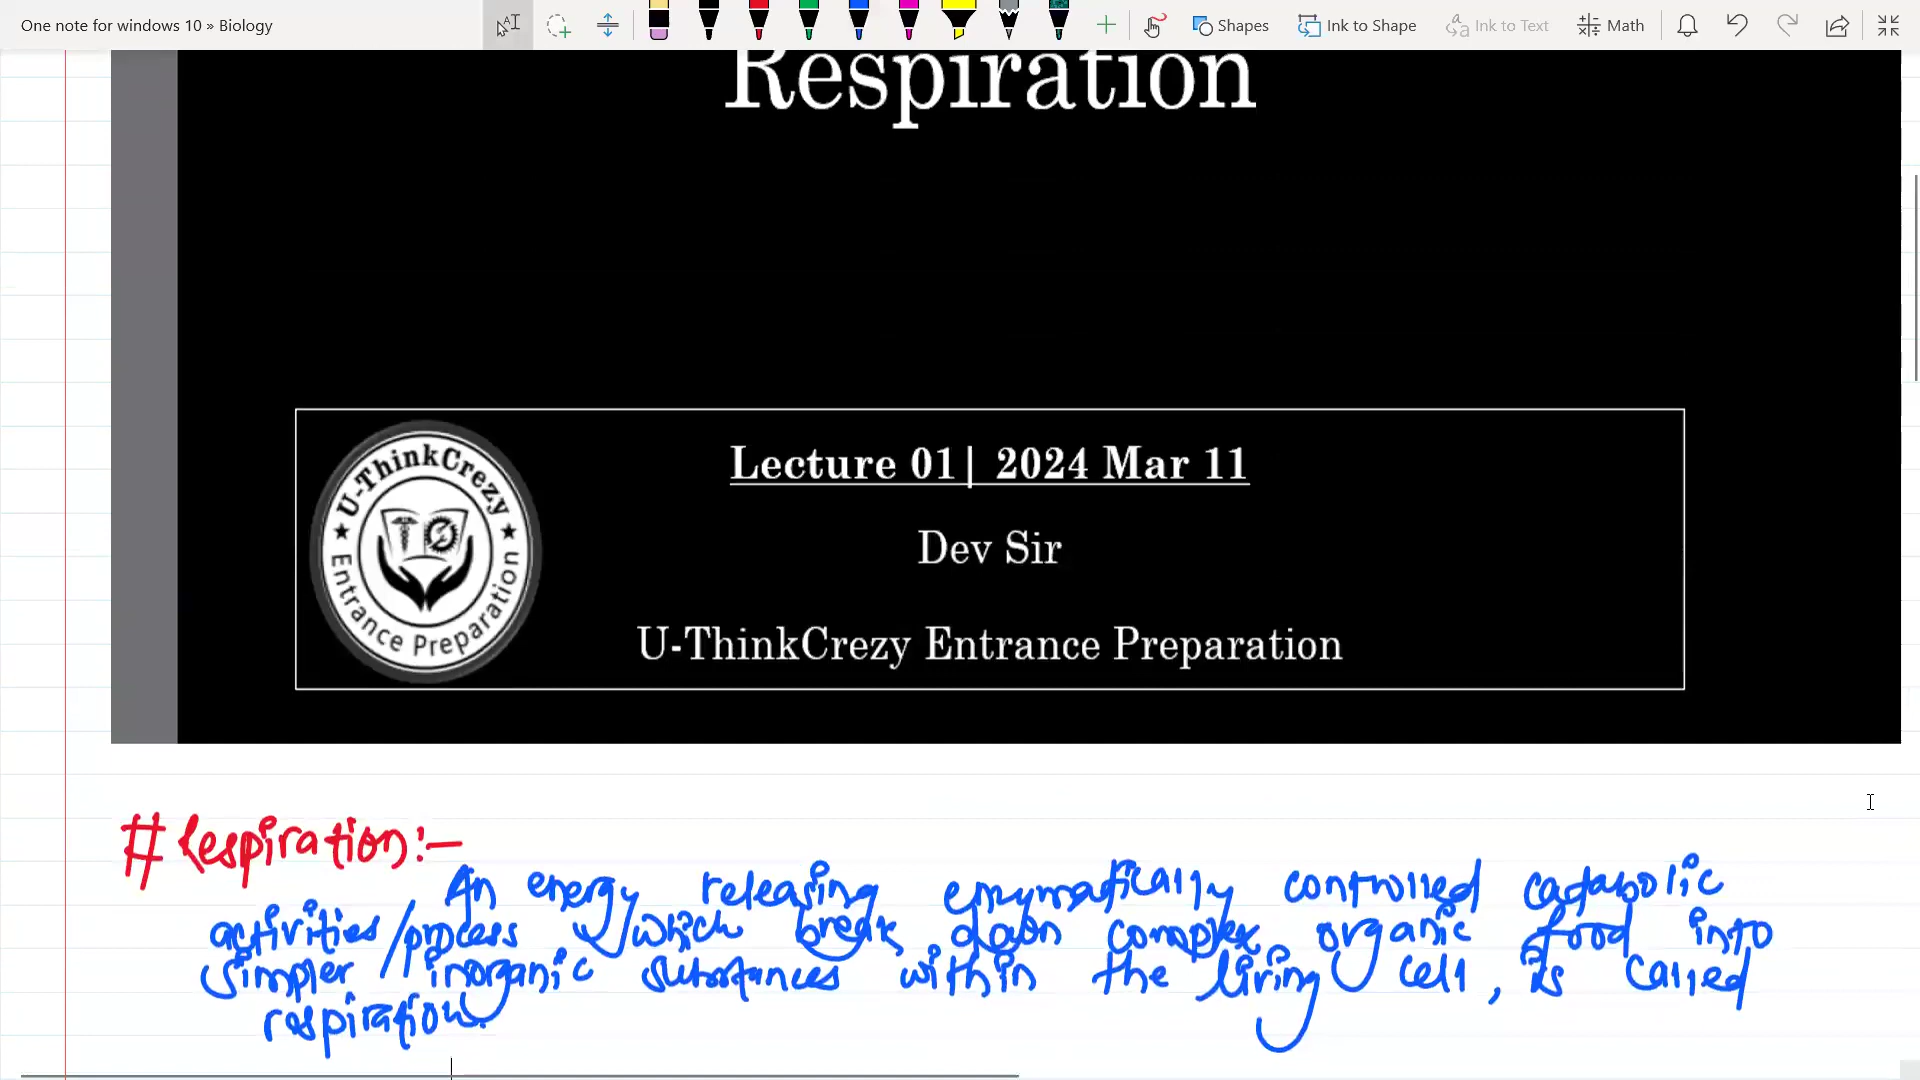 One note for windows 10 » Biology
Shapes
Ink to Shape
Ink to Text
Math
Respiration
U-ThinkCrezy
Entrance Preparation
Lecture 01| 2024 Mar 11
Dev Sir
U-ThinkCrezy Entrance Preparation
# Respiration:-
An energy releasing enzymatically controlled catabolic
activities/process which break down complex organic food into
simpler / inorganic substances within the living cell, is called
respiration.